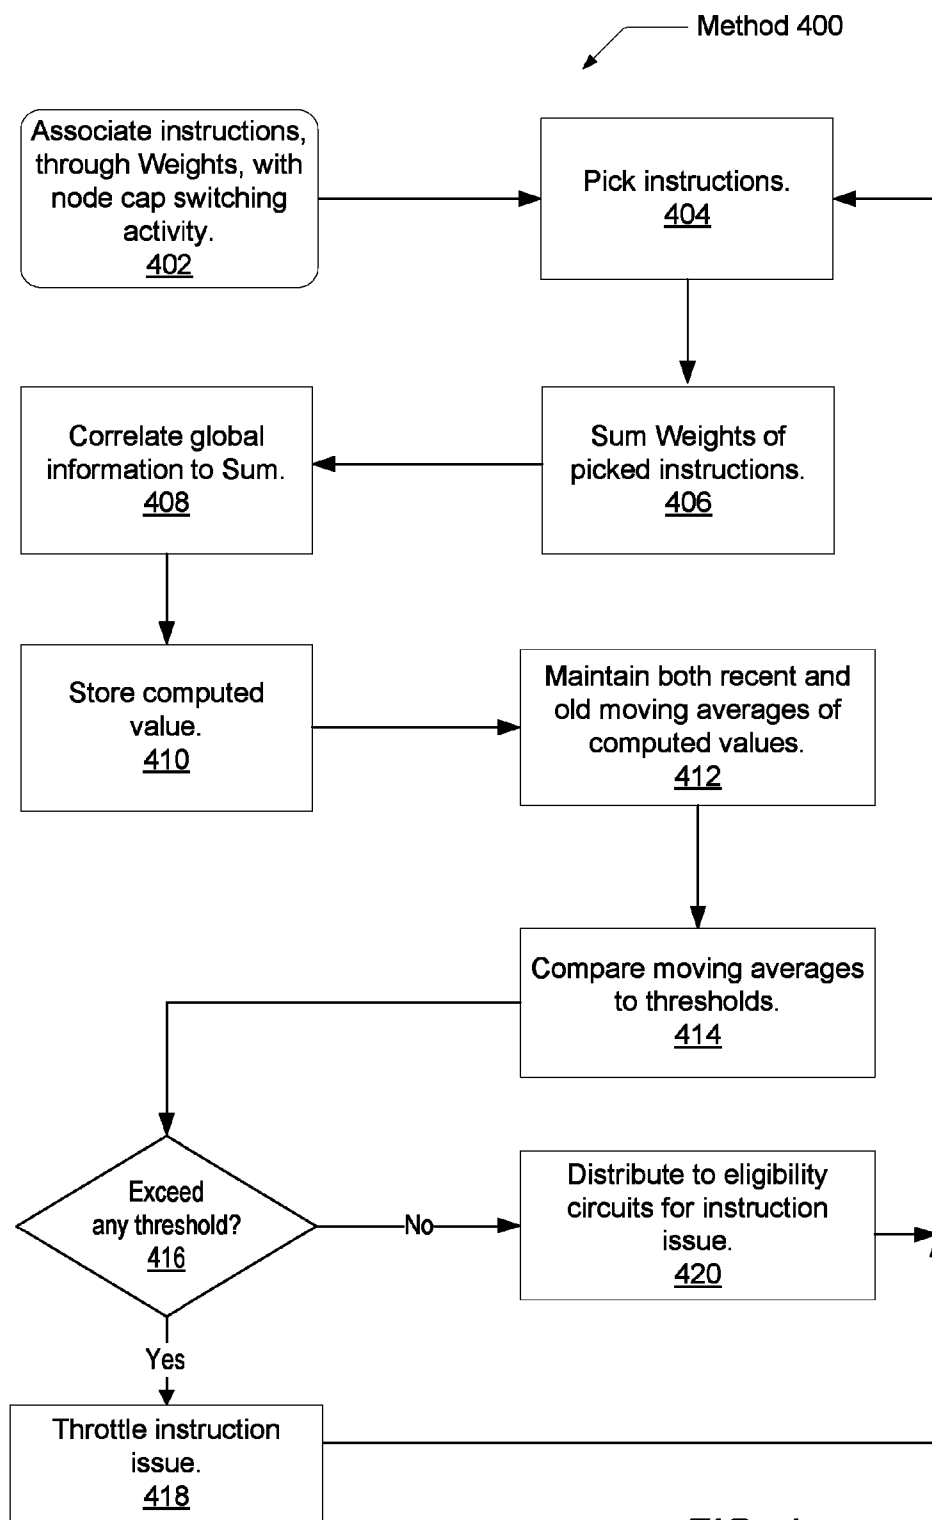 Method 400
Associate instructions,
through Weights, with
node cap switching
activity.
402
Pick instructions.
404
Sum Weights of
picked instructions.
406
Correlate global
information to Sum.
408
Store computed
value.
410
Maintain both recent and
old moving averages of
computed values.
412
Compare moving averages
to thresholds.
414
Exceed
any threshold?
416
No
Distribute to eligibility
circuits for instruction
issue.
420
Yes
Throttle instruction
issue.
418